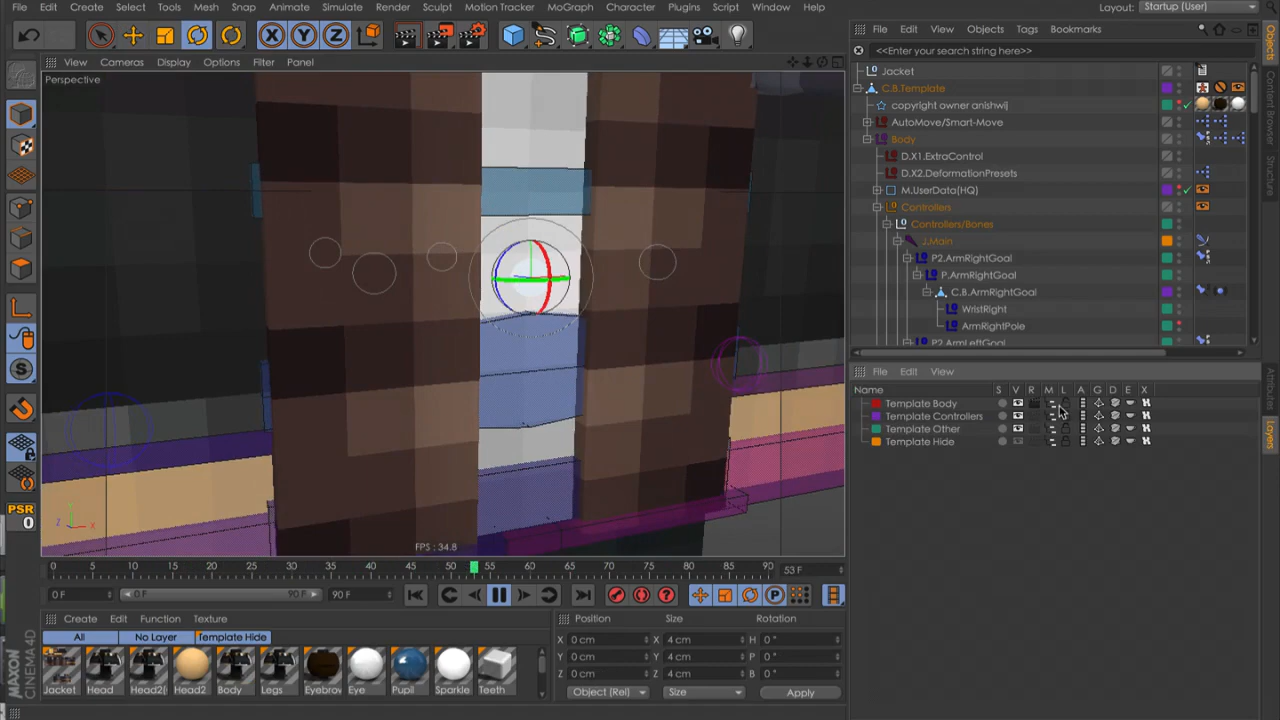 File Edit Create Select Tools Mesh Snap Animate Simulate Render Sculpt Motion Tracker MoGraph Character Plugins Script Window Help Layout: Startup (User)
File Edit View Objects Tags Bookmarks
<<Enter your search string here>>
View Cameras Display Options Filter Panel
Perspective
Jacket
C.B.Template
copyright owner anishwij
AutoMove/Smart-Move
Body
D.X1.ExtraControl
D.X2.DeformationPresets
M.UserData(HQ)
Controllers
Controllers/Bones
J.Main
P2.ArmRightGoal
P.ArmRightGoal
C.B.ArmRightGoal
WristRight
ArmRightPole
P2.ArmLeftGoal
Objects
Content Browser
Structure
Attributes
Layers
File Edit View
Name S V R M L A G D E X
Template Body
Template Controllers
Template Other
Template Hide
X Y Z
S
PSR
0
Z X
FPS : 34.8
0 5 10 15 20 25 30 35 40 45 50 55 60 65 70 75 80 85 90 53 F
0 F 0 F 90 F 90 F
Create Edit Function Texture
All No Layer Template Hide
Jacket Head Head2( Head2 Body Legs Eyebrov Eye Pupil Sparkle Teeth
Position Size Rotation
X 0 cm X 4 cm H 0 °
Y 0 cm Y 4 cm P 0 °
Z 0 cm Z 4 cm B 0 °
Object (Rel) Size Apply
MAXON
CINEMA 4D